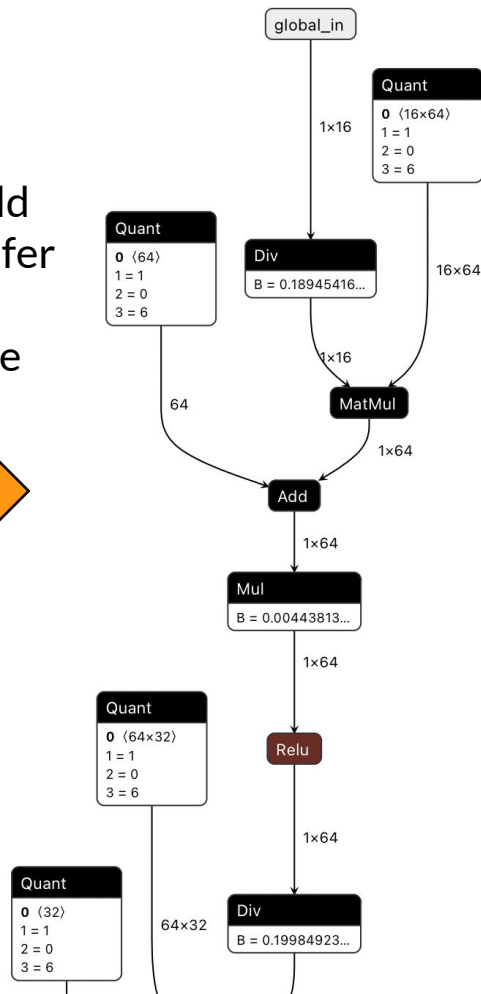 global_in
1×16
Quant
0 〈16×64〉
1 = 1
2 = 0
3 = 6
ld
fer
e
Quant
0 〈64〉
1 = 1
2 = 0
3 = 6
Div
B = 0.18945416…
16×64
1×16
64
MatMul
1×64
Add
1×64
Mul
B = 0.00443813…
1×64
Quant
0 〈64×32〉
1 = 1
2 = 0
3 = 6
Relu
1×64
Quant
0 〈32〉
1 = 1
2 = 0
3 = 6
64×32
Div
B = 0.19984923…